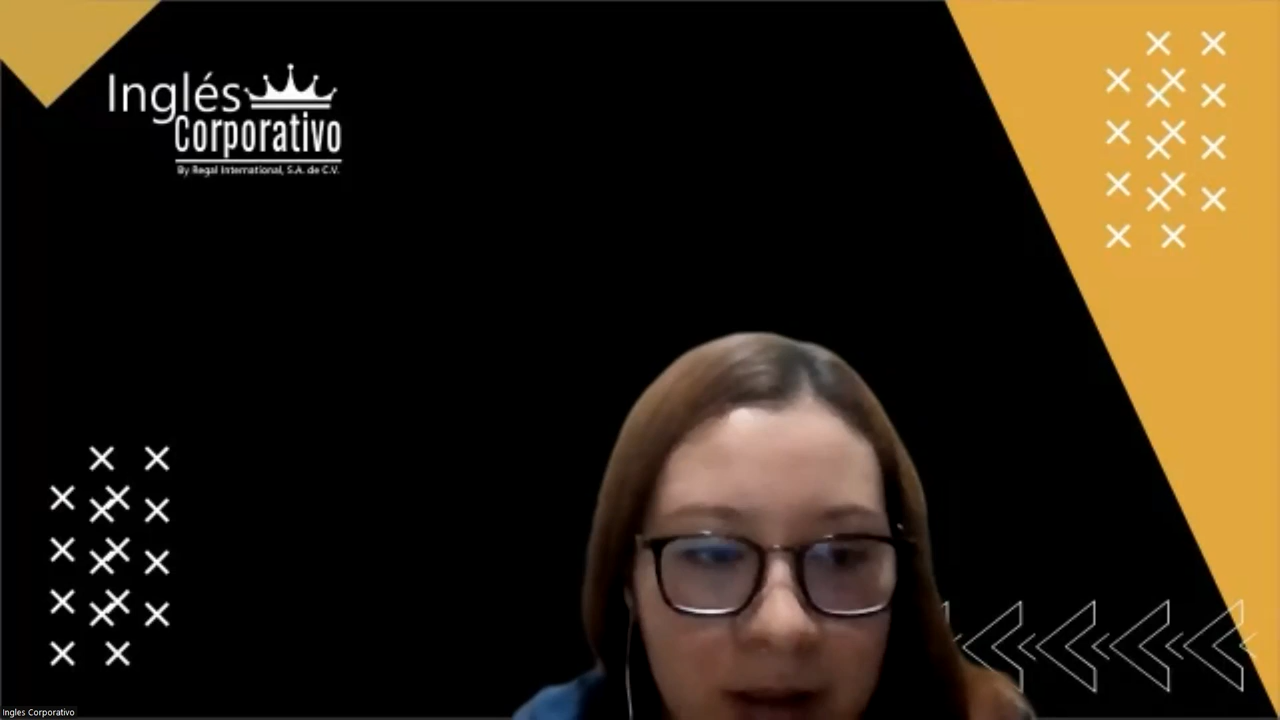 Inglés
Corporativo
By Regal International, S.A. de C.V.
Ingles Corporativo